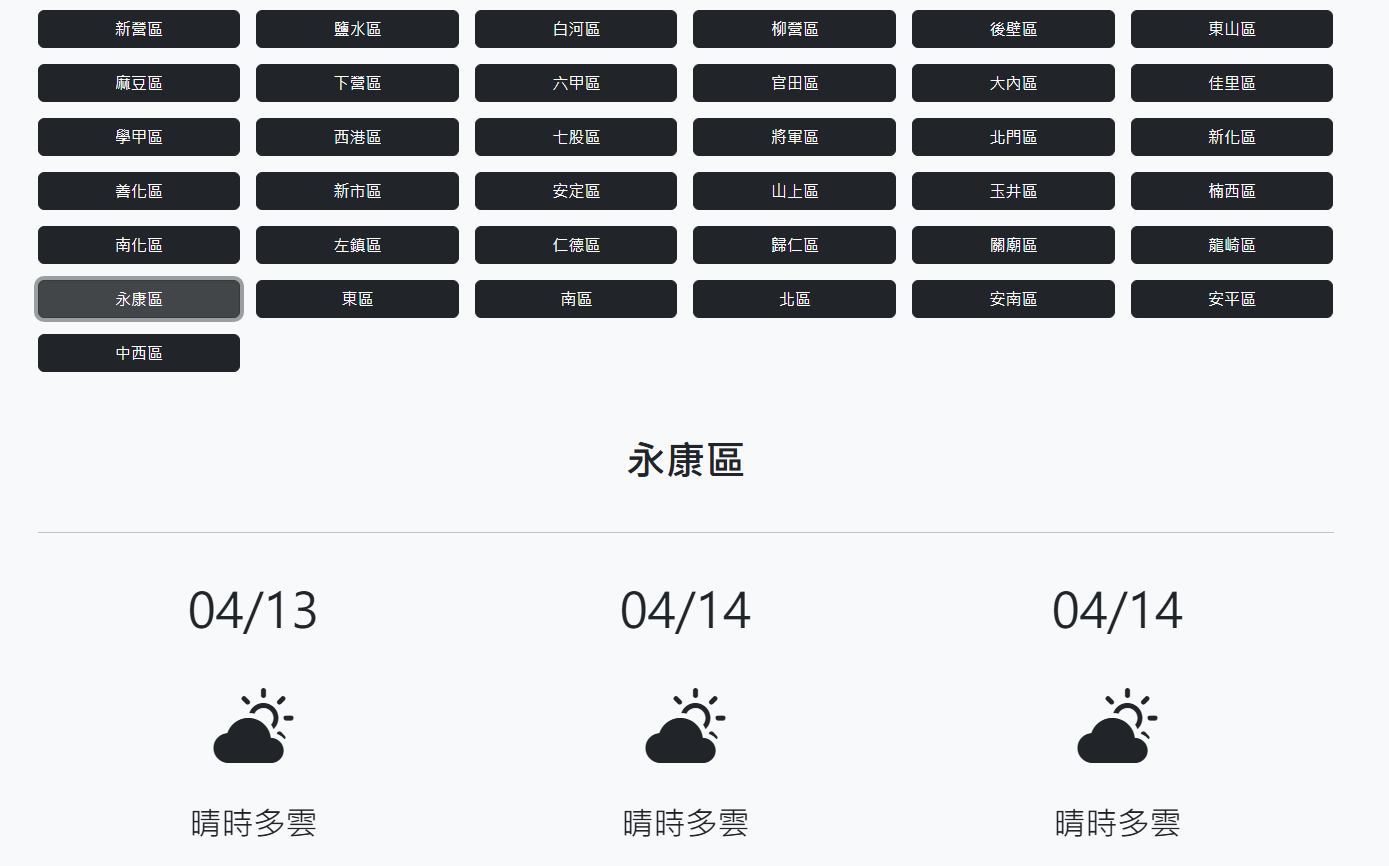 新營區 鹽水區 白河區 柳營區 後壁區 東山區
麻豆區 下營區 六甲區 官田區 大內區 佳里區
學甲區 西港區 七股區 將軍區 北門區 新化區
善化區 新市區 安定區 山上區 玉井區 楠西區
南化區 左鎮區 仁德區 歸仁區 關廟區 龍崎區
永康區 東區 南區 北區 安南區 安平區
中西區
永康區
04/13 04/14 04/14
晴時多雲 晴時多雲 晴時多雲